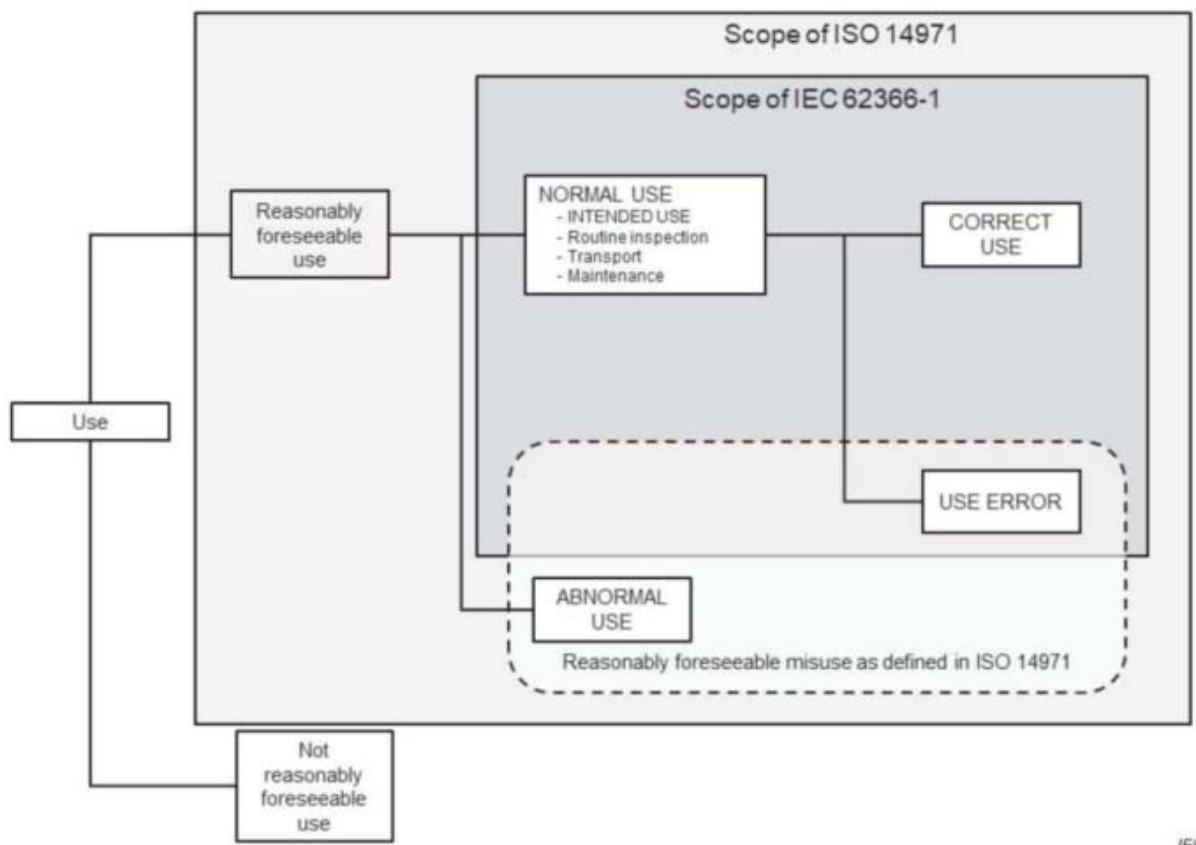 Scope of ISO 14971
Scope of IEC 62366-1
Reasonably
foreseeable
use
NORMAL USE
- INTENDED USE
- Routine inspection
- Transport
- Maintenance
CORRECT
USE
Use
USE ERROR
ABNORMAL
USE
Reasonably foreseeable misuse as defined in ISO 14971
Not
reasonably
foreseeable
use